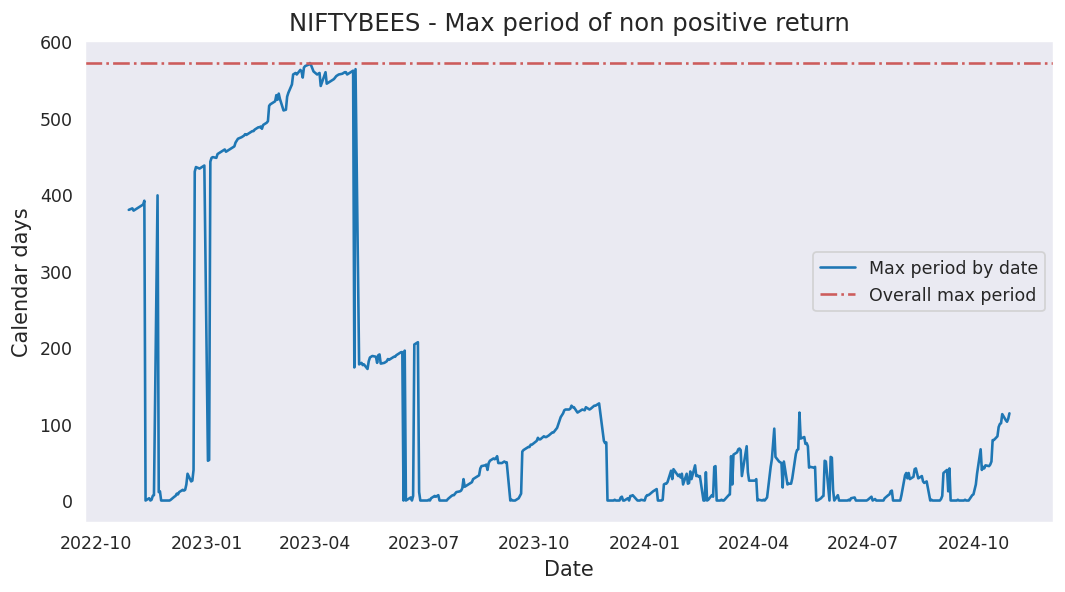 NIFTYBEES - Max period of non positive return
600
500
400
300
200
100
0
Calendar days
Max period by date
Overall max period
2022-10 2023-01 2023-04 2023-07 2023-10 2024-01 2024-04 2024-07 2024-10
Date